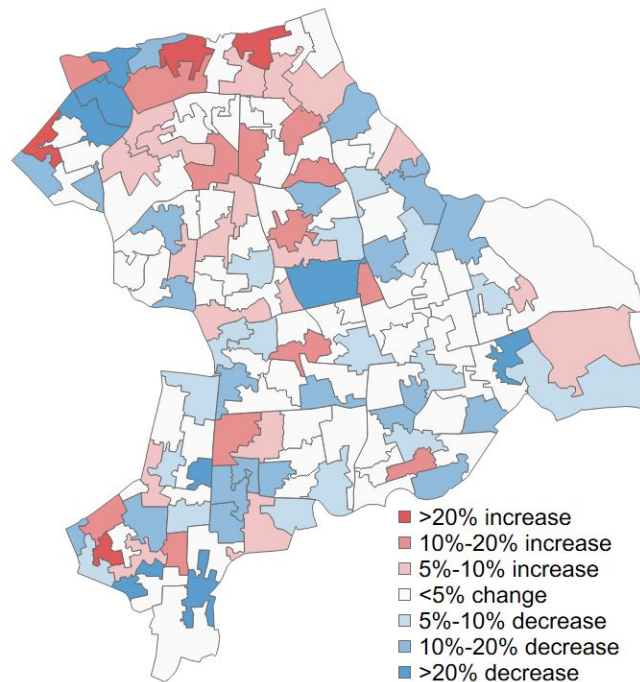 >20% increase
10%-20% increase
5%-10% increase
<5% change
5%-10% decrease
10%-20% decrease
>20% decrease